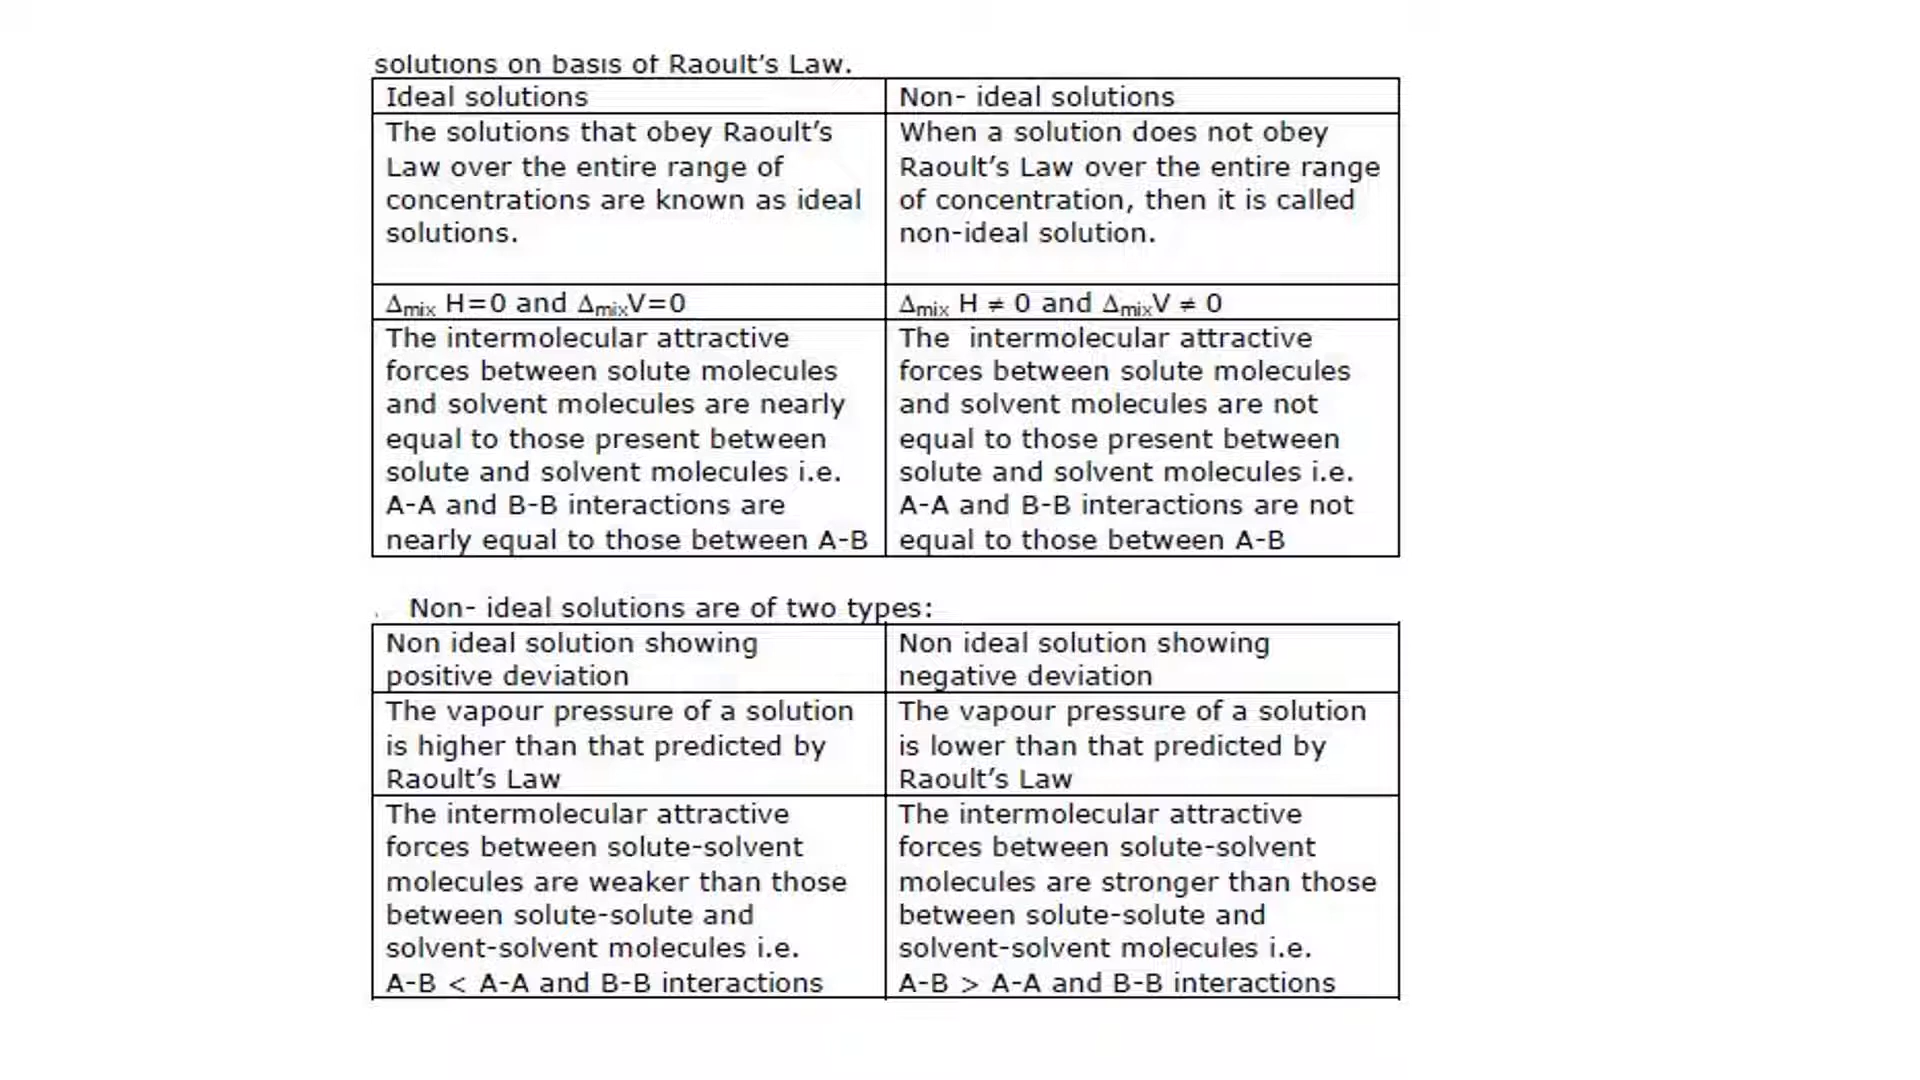 solutions on basis of Raoult's Law.
Ideal solutions
Non- ideal solutions
The solutions that obey Raoult's
Law over the entire range of
concentrations are known as ideal
solutions.
When a solution does not obey
Raoult's Law over the entire range
of concentration, then it is called
non-ideal solution.
Δmix H=0 and ΔmixV=0
Δmix H ≠ 0 and ΔmixV ≠ 0
The intermolecular attractive
forces between solute molecules
and solvent molecules are nearly
equal to those present between
solute and solvent molecules i.e.
A-A and B-B interactions are
nearly equal to those between A-B
The intermolecular attractive
forces between solute molecules
and solvent molecules are not
equal to those present between
solute and solvent molecules i.e.
A-A and B-B interactions are not
equal to those between A-B
Non- ideal solutions are of two types:
Non ideal solution showing
positive deviation
Non ideal solution showing
negative deviation
The vapour pressure of a solution
is higher than that predicted by
Raoult's Law
The vapour pressure of a solution
is lower than that predicted by
Raoult's Law
The intermolecular attractive
forces between solute-solvent
molecules are weaker than those
between solute-solute and
solvent-solvent molecules i.e.
A-B < A-A and B-B interactions
The intermolecular attractive
forces between solute-solvent
molecules are stronger than those
between solute-solute and
solvent-solvent molecules i.e.
A-B > A-A and B-B interactions